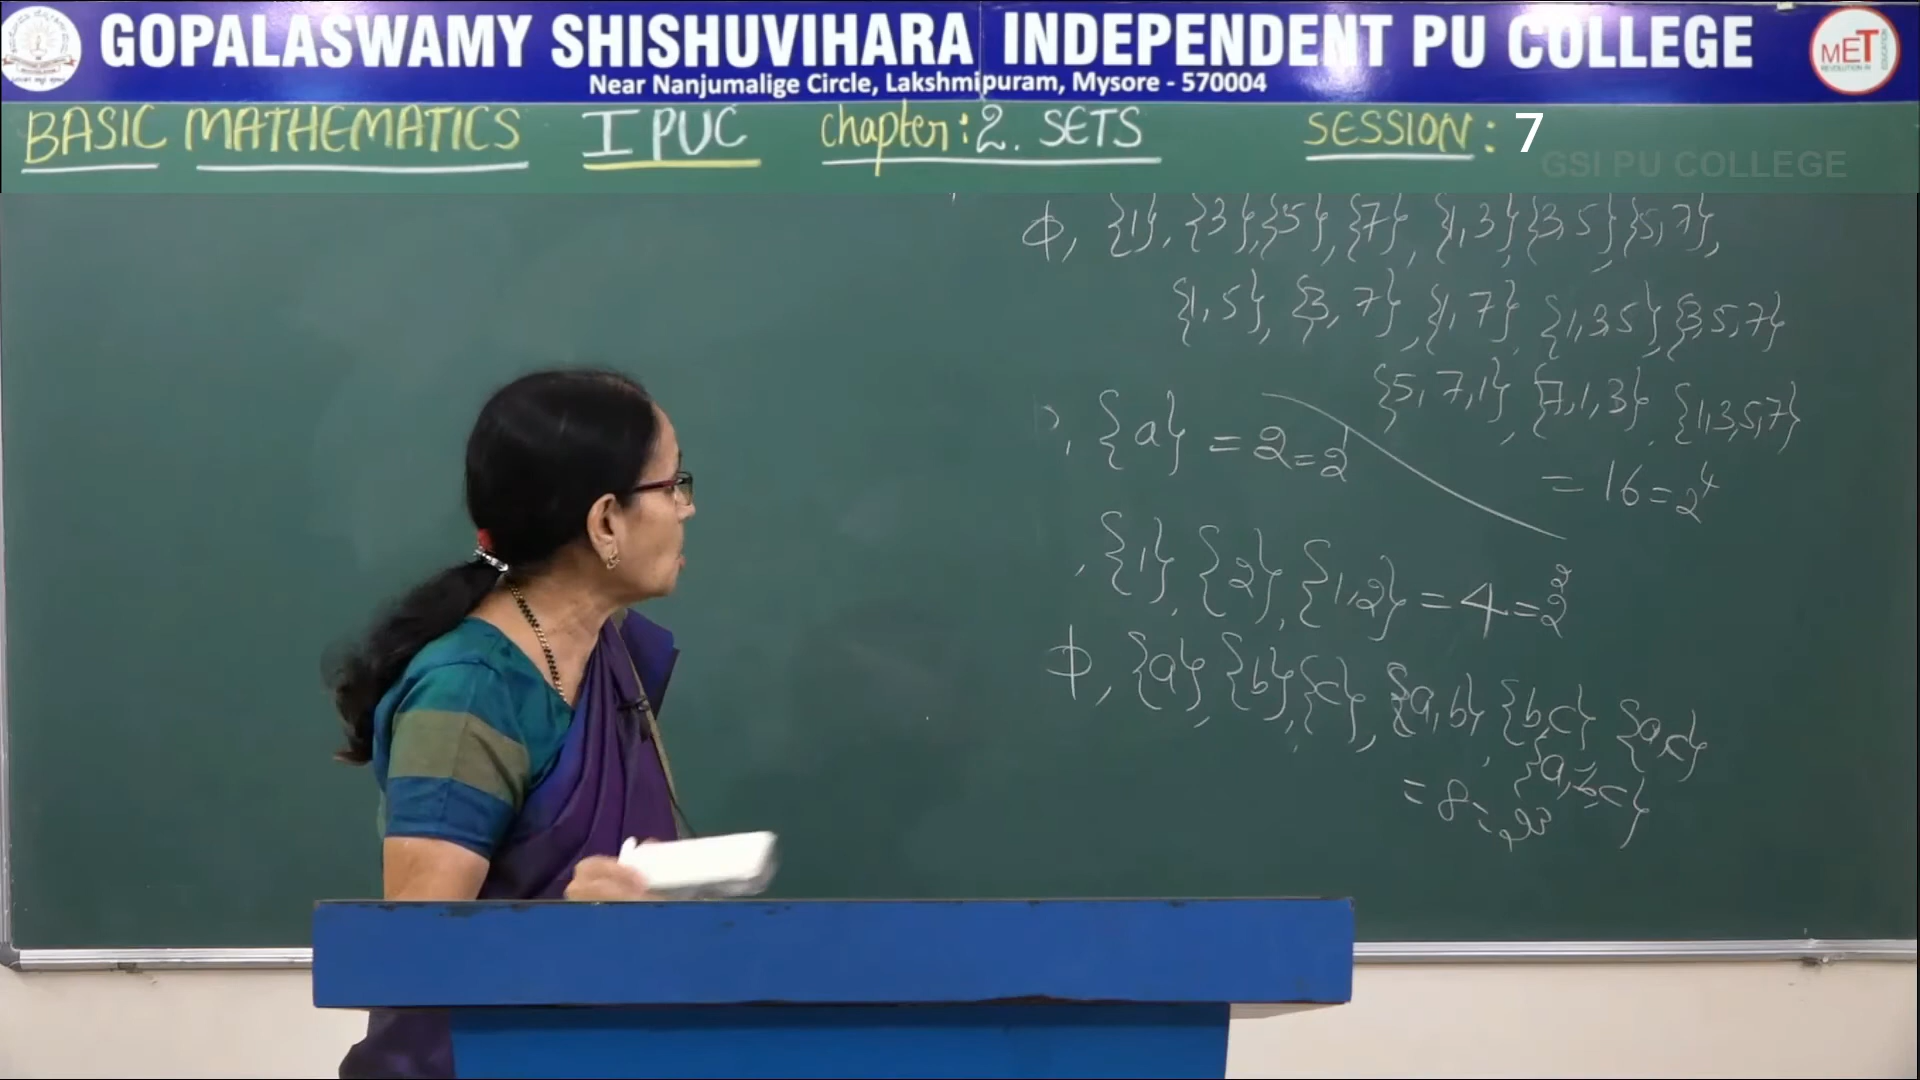 GOPALASWAMY SHISHUVIHARA INDEPENDENT PU COLLEGE
Near Nanjumalige Circle, Lakshmipuram, Mysore - 570004
MET
BASIC MATHEMATICS I PUC chapter: 2. SETS SESSION: 7
GSI PU COLLEGE
Φ, {1}, {3}, {5}, {7}, {1,3}, {3,5}, {5,7},
{1,5}, {3,7}, {1,7}, {1,3,5}, {3,5,7}
{5,7,1}, {7,1,3}, {1,3,5,7}
= 16 = 2⁴
, {a} = 2 = 2¹
, {1}, {2}, {1,2} = 4 = 2²
Φ, {a}, {b}, {c}, {a,b}, {b,c} {a,c}
{a,b,c}
= 8 = 2³